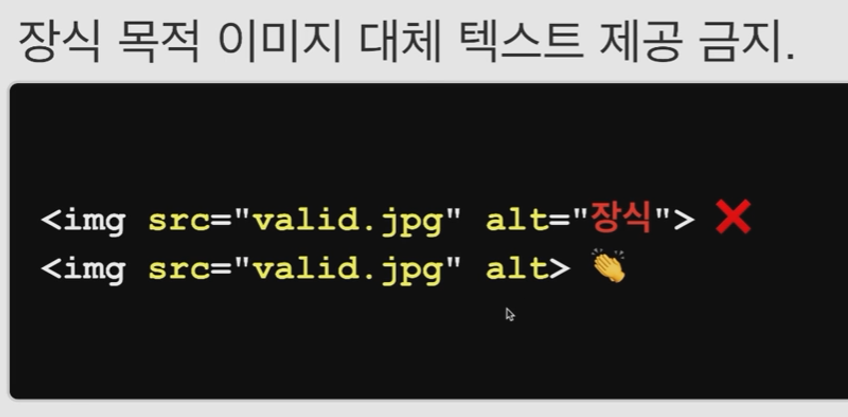 장식 목적 이미지 대체 텍스트 제공 금지.
<img src="valid.jpg" alt="장식"> ❌
<img src="valid.jpg" alt> 👏